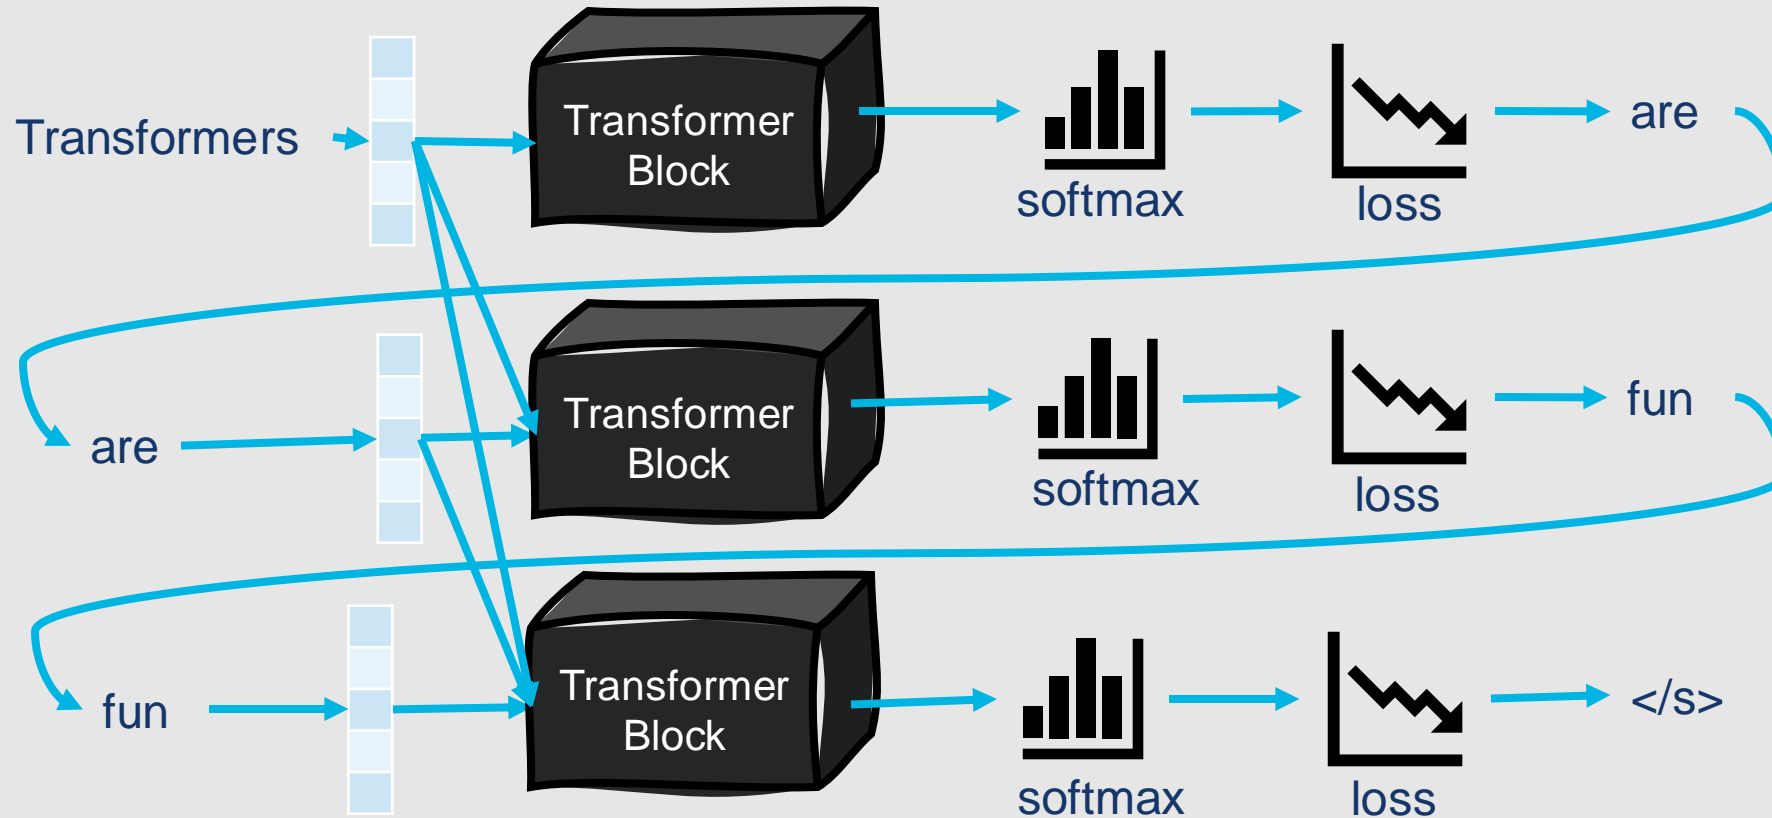 Transformers
Transformer
Block
softmax
loss
are
are
Transformer
Block
softmax
loss
fun
fun
Transformer
Block
softmax
loss
</s>